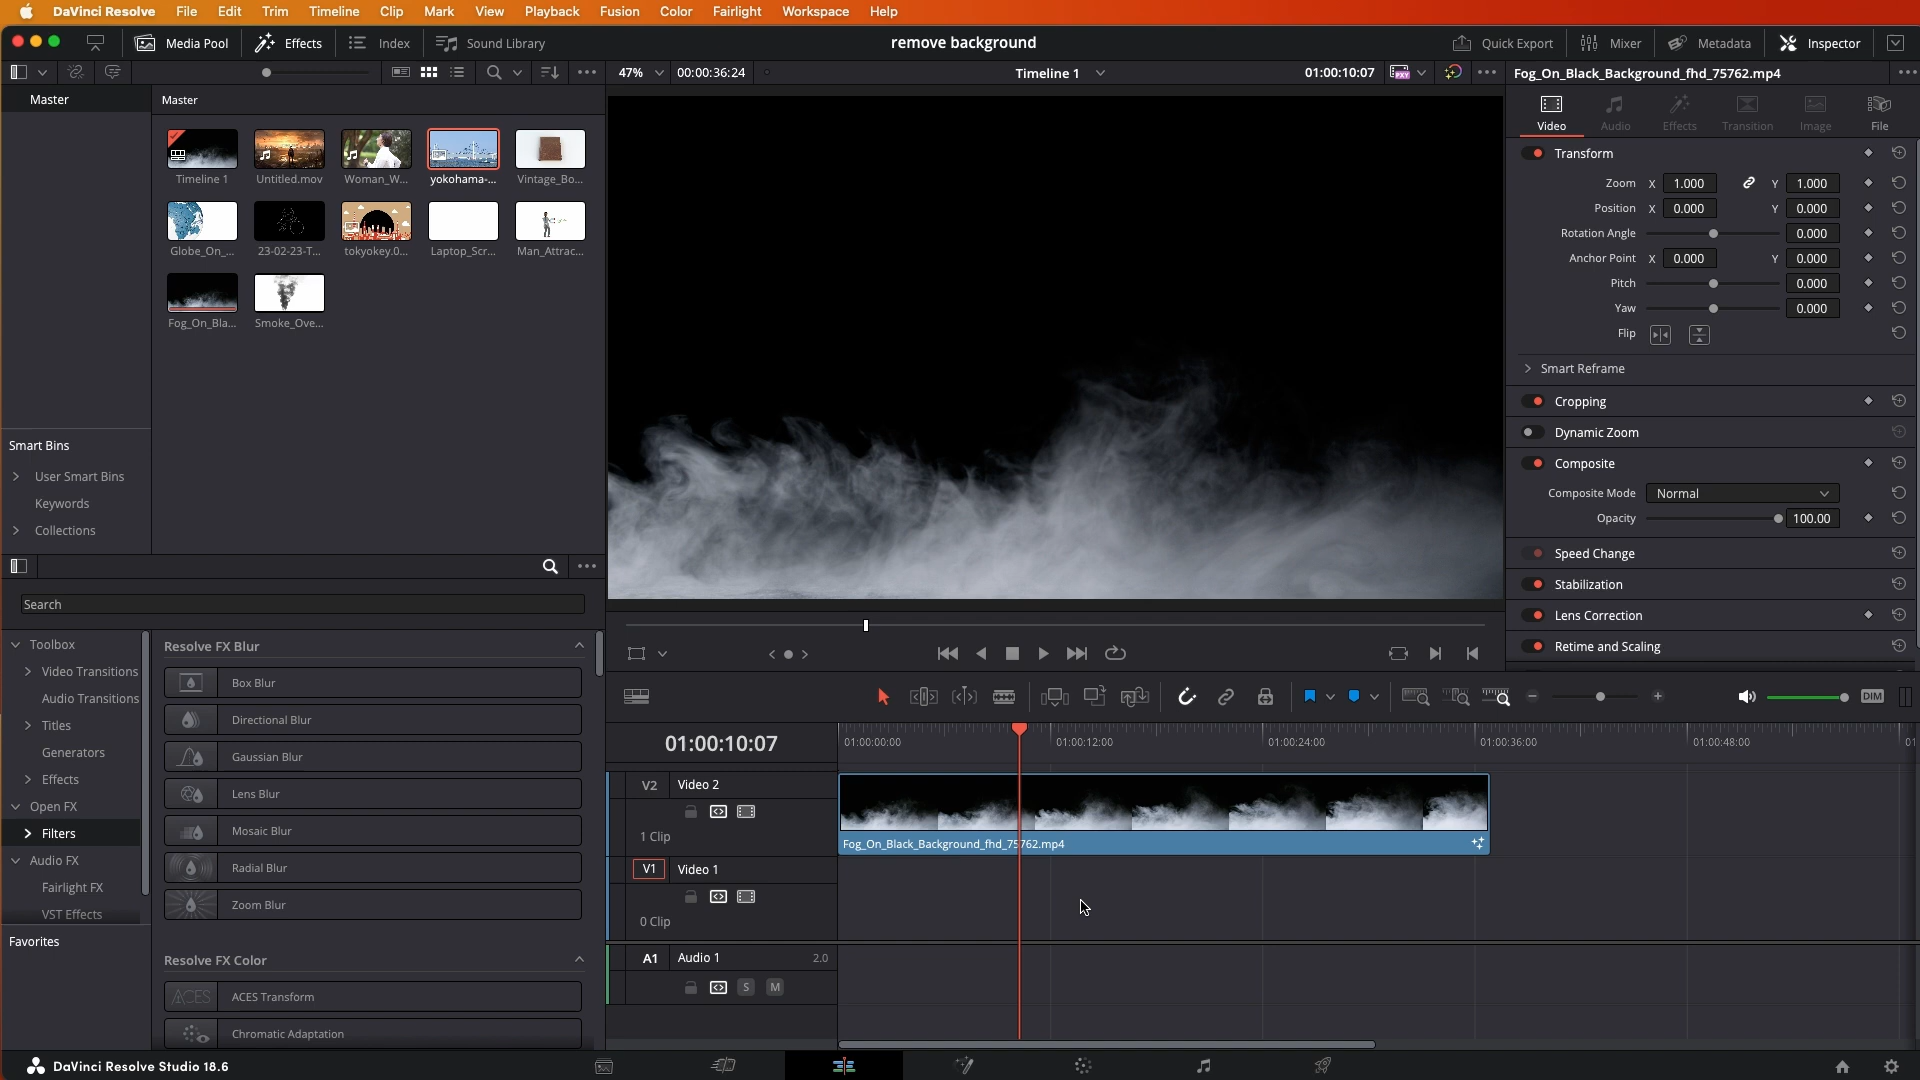 DaVinci Resolve File Edit Trim Timeline Clip Mark View Playback Fusion Color Fairlight Workspace Help
Media Pool Effects Index Sound Library remove background Quick Export Mixer Metadata Inspector
47% 00:00:36:24 Timeline 1 01:00:10:07 PXY Fog_On_Black_Background_fhd_75762.mp4
Master Master
Video Audio Effects Transition Image File
Timeline 1 Untitled.mov Woman_W... yokohama-... Vintage_Bo...
Globe_On_... 23-02-23-T... tokyokey.0... Laptop_Scr... Man_Attrac...
Fog_On_Bla... Smoke_Ove...
Transform
Zoom X 1.000 Y 1.000
Position X 0.000 Y 0.000
Rotation Angle 0.000
Anchor Point X 0.000 Y 0.000
Pitch 0.000
Yaw 0.000
Flip
Smart Reframe
Cropping
Dynamic Zoom
Composite
Composite Mode Normal
Opacity 100.00
Speed Change
Stabilization
Lens Correction
Retime and Scaling
Smart Bins
User Smart Bins
Keywords
Collections
Search
Toolbox
Video Transitions
Audio Transitions
Titles
Generators
Effects
Open FX
Filters
Audio FX
Fairlight FX
VST Effects
Favorites
Resolve FX Blur
Box Blur
Directional Blur
Gaussian Blur
Lens Blur
Mosaic Blur
Radial Blur
Zoom Blur
Resolve FX Color
ACES ACES Transform
Chromatic Adaptation
DIM
01:00:10:07 01:00:00:00 01:00:12:00 01:00:24:00 01:00:36:00 01:00:48:00 01
V2 Video 2
1 Clip
Fog_On_Black_Background_fhd_75762.mp4
V1 Video 1
0 Clip
A1 Audio 1 2.0
S M
DaVinci Resolve Studio 18.6